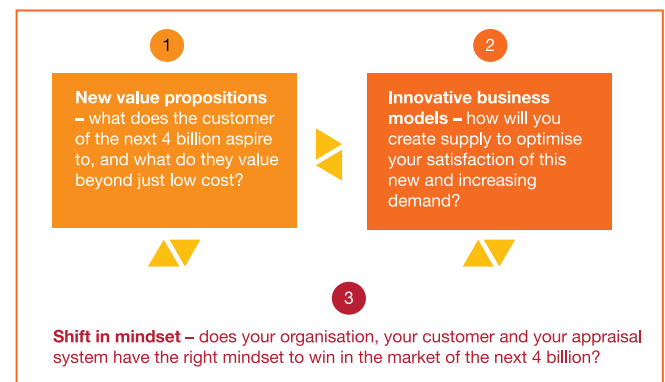 1
New value propositions
– what does the customer
of the next 4 billion aspire
to, and what do they value
beyond just low cost?
2
Innovative business
models – how will you
create supply to optimise
your satisfaction of this
new and increasing
demand?
3
Shift in mindset – does your organisation, your customer and your appraisal
system have the right mindset to win in the market of the next 4 billion?